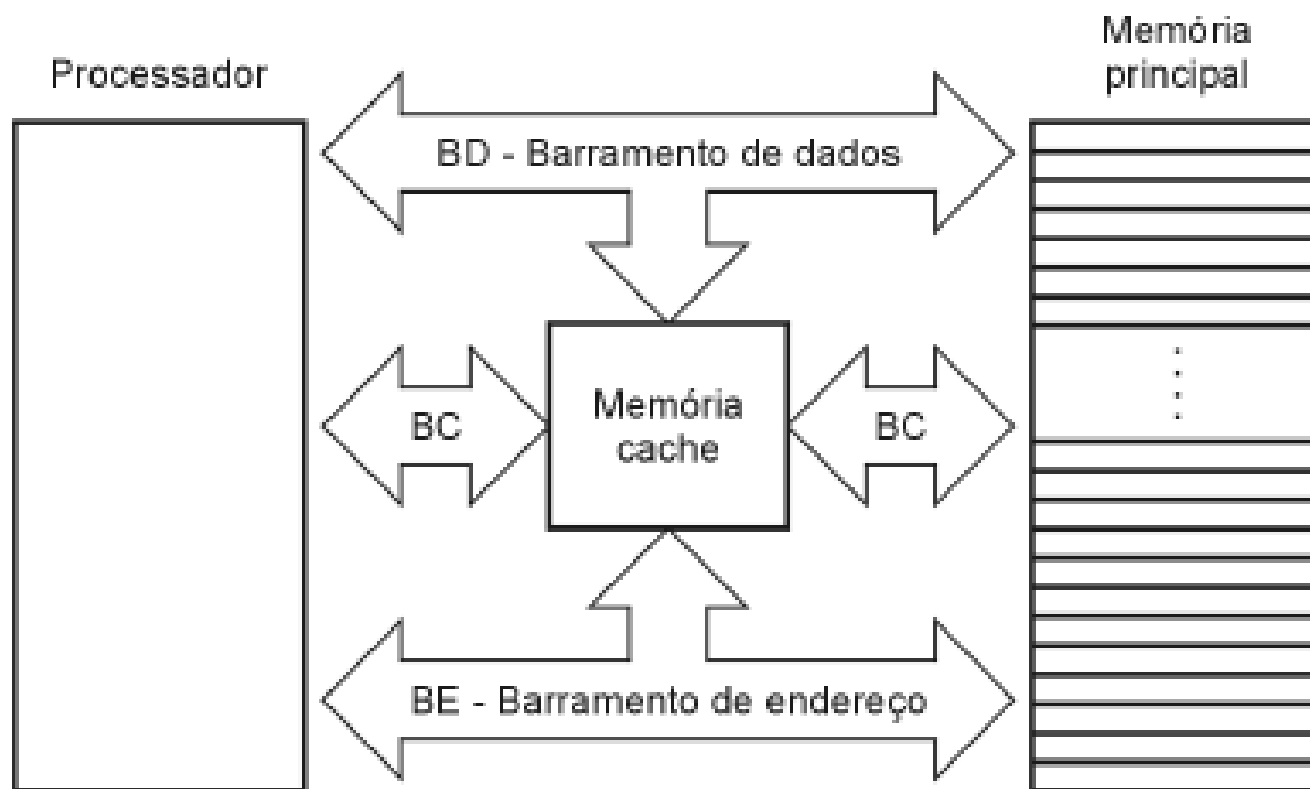 Processador
Memória
principal
BD - Barramento de dados
BC
Memória
cache
BC
BE - Barramento de endereço